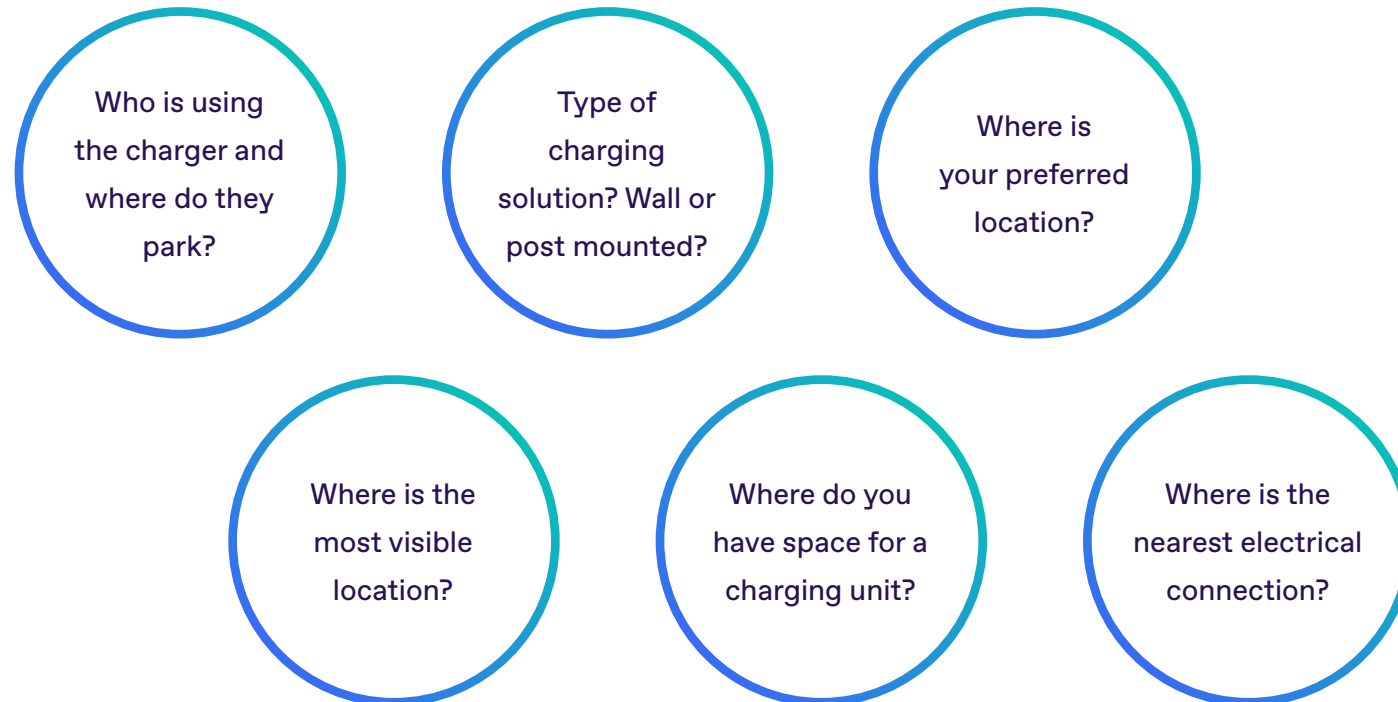 Who is using
the charger and
where do they
park?
Type of
charging
solution? Wall or
post mounted?
Where is
your preferred
location?
Where is the
most visible
location?
Where do you
have space for a
charging unit?
Where is the
nearest electrical
connection?